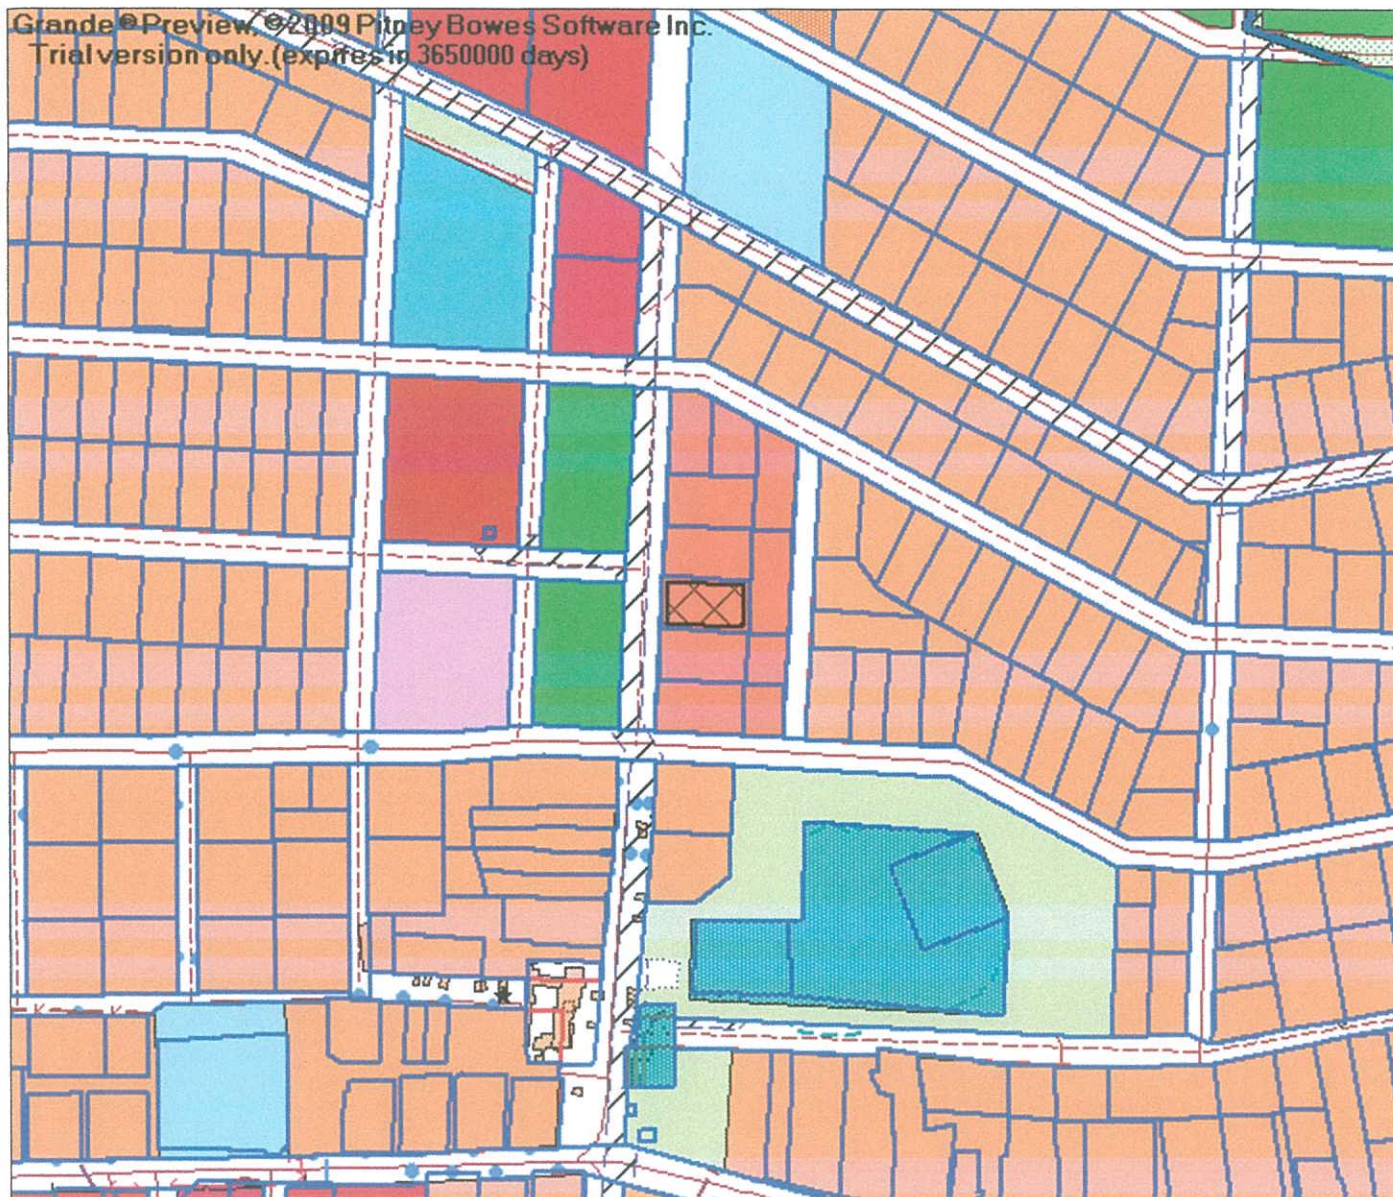 Grande ® Preview, ©2009 Pitney Bowes Software Inc.
Trial version only.(expires in 3650000 days)